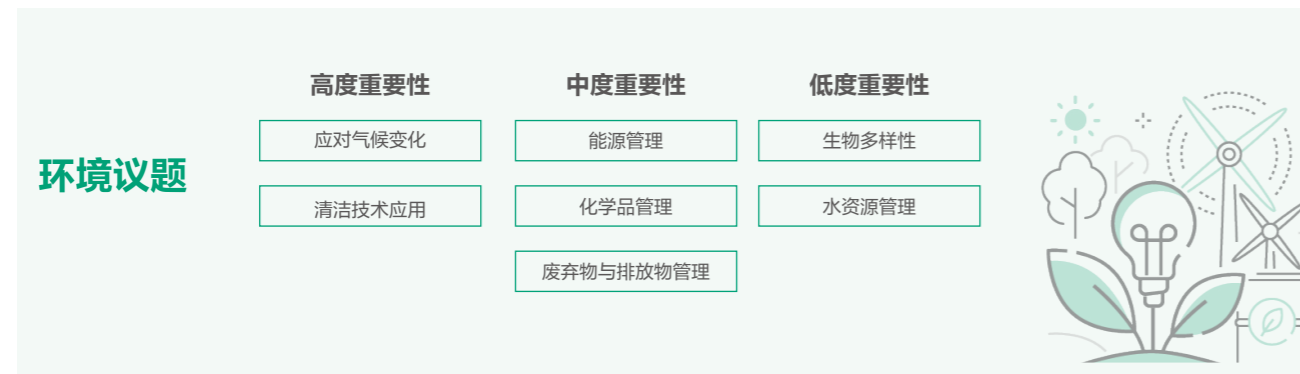 环境议题
高度重要性
应对气候变化
清洁技术应用
中度重要性
能源管理
化学品管理
废弃物与排放物管理
低度重要性
生物多样性
水资源管理